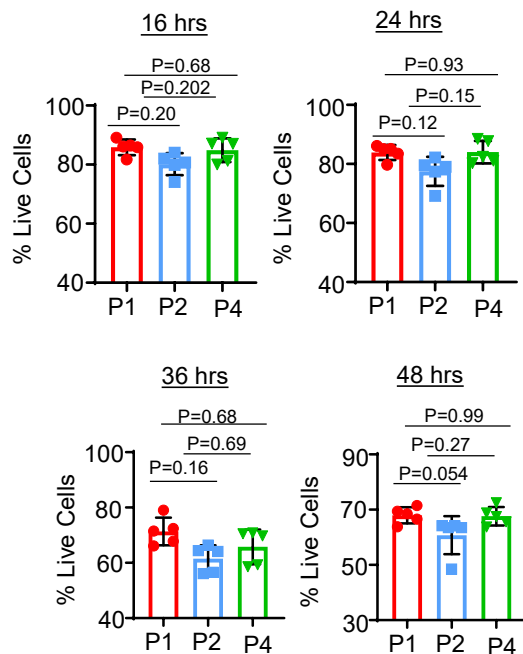 16 hrs
P=0.68
P=0.202
P=0.20
100
80
60
40
% Live Cells
P1
P2
P4
24 hrs
P=0.93
P=0.15
P=0.12
100
80
60
40
% Live Cells
P1
P2
P4
36 hrs
P=0.68
P=0.69
P=0.16
100
80
60
40
% Live Cells
P1
P2
P4
48 hrs
P=0.99
P=0.27
P=0.054
90
70
50
30
% Live Cells
P1
P2
P4